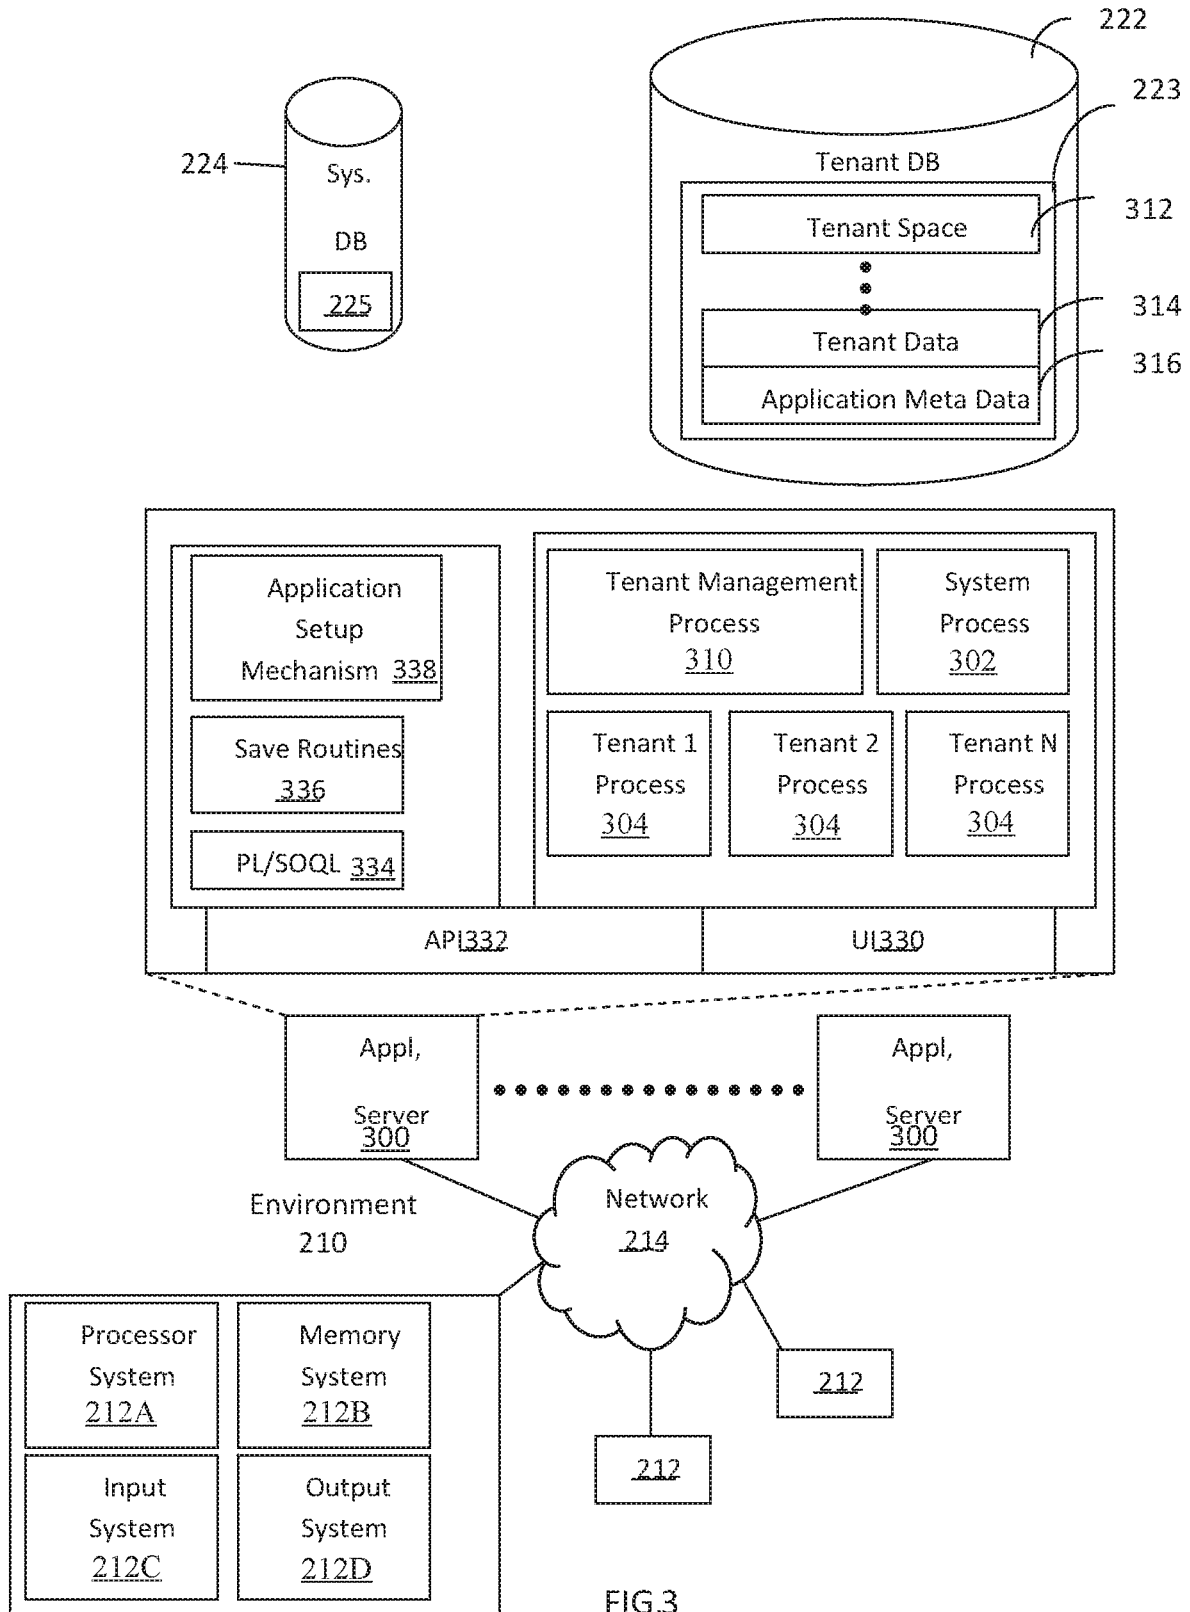 222
223
224
Sys.
DB
225
Tenant DB
Tenant Space
312
314
Tenant Data
316
Application Meta Data
Application
Setup
Mechanism 338
Save Routines
336
PL/SOQL 334
Tenant Management
Process
310
System
Process
302
Tenant 1
Process
304
Tenant 2
Process
304
Tenant N
Process
304
API332
UI330
Appl,
Server
300
Appl,
Server
300
Environment
210
Network
214
Processor
System
212A
Memory
System
212B
Input
System
212C
Output
System
212D
212
212
FIG.3